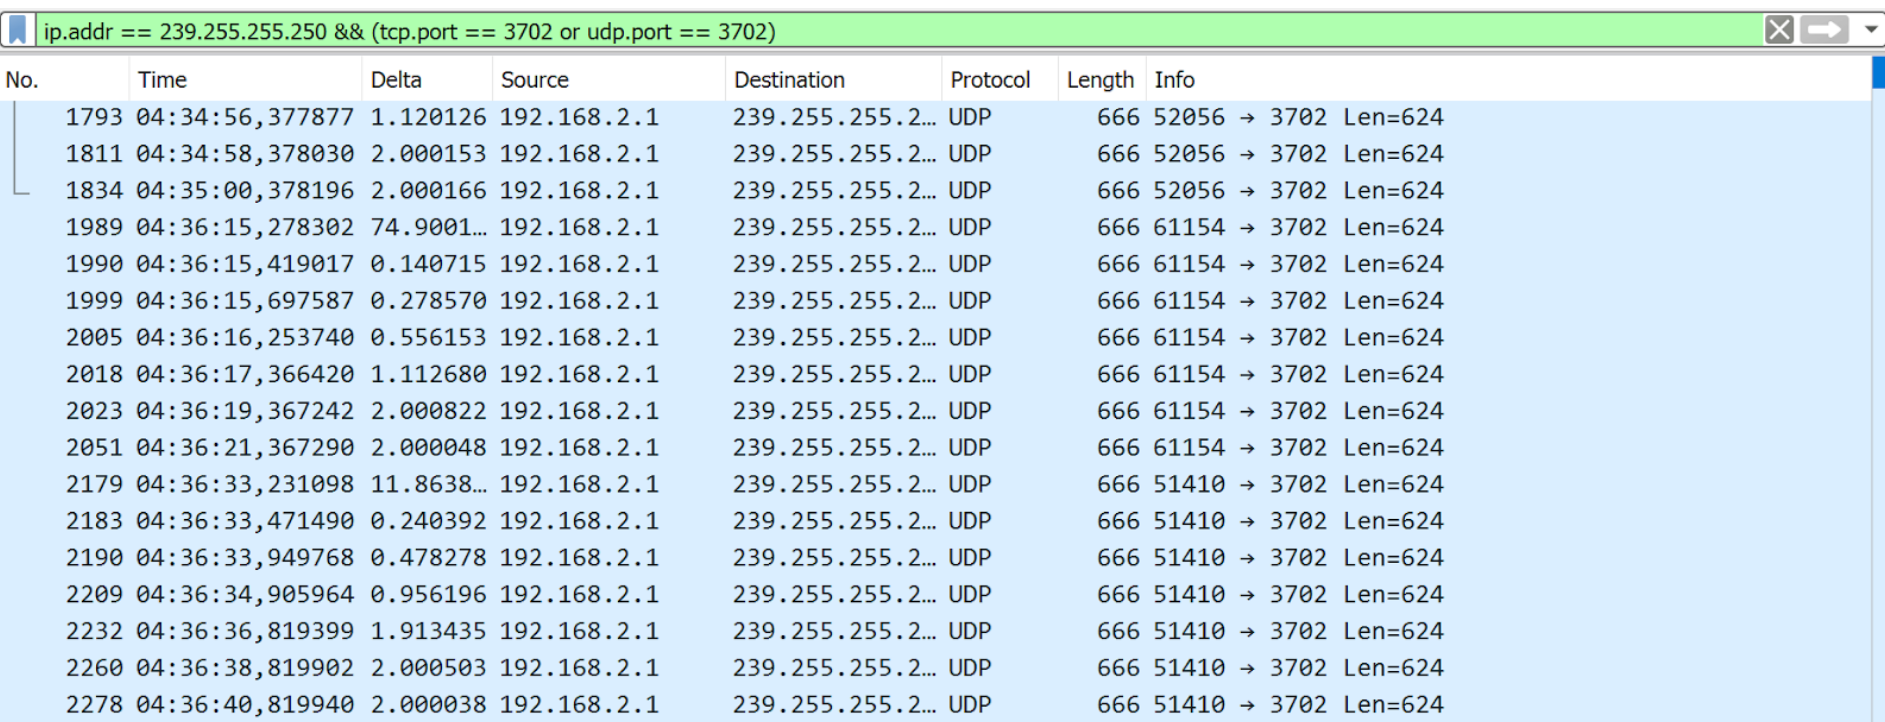 ip.addr == 239.255.255.250 && (tcp.port == 3702 or udp.port == 3702)
No. Time Delta Source Destination Protocol Length Info
1793 04:34:56,377877 1.120126 192.168.2.1 239.255.255.2… UDP 666 52056 → 3702 Len=624
1811 04:34:58,378030 2.000153 192.168.2.1 239.255.255.2… UDP 666 52056 → 3702 Len=624
1834 04:35:00,378196 2.000166 192.168.2.1 239.255.255.2… UDP 666 52056 → 3702 Len=624
1989 04:36:15,278302 74.9001… 192.168.2.1 239.255.255.2… UDP 666 61154 → 3702 Len=624
1990 04:36:15,419017 0.140715 192.168.2.1 239.255.255.2… UDP 666 61154 → 3702 Len=624
1999 04:36:15,697587 0.278570 192.168.2.1 239.255.255.2… UDP 666 61154 → 3702 Len=624
2005 04:36:16,253740 0.556153 192.168.2.1 239.255.255.2… UDP 666 61154 → 3702 Len=624
2018 04:36:17,366420 1.112680 192.168.2.1 239.255.255.2… UDP 666 61154 → 3702 Len=624
2023 04:36:19,367242 2.000822 192.168.2.1 239.255.255.2… UDP 666 61154 → 3702 Len=624
2051 04:36:21,367290 2.000048 192.168.2.1 239.255.255.2… UDP 666 61154 → 3702 Len=624
2179 04:36:33,231098 11.8638… 192.168.2.1 239.255.255.2… UDP 666 51410 → 3702 Len=624
2183 04:36:33,471490 0.240392 192.168.2.1 239.255.255.2… UDP 666 51410 → 3702 Len=624
2190 04:36:33,949768 0.478278 192.168.2.1 239.255.255.2… UDP 666 51410 → 3702 Len=624
2209 04:36:34,905964 0.956196 192.168.2.1 239.255.255.2… UDP 666 51410 → 3702 Len=624
2232 04:36:36,819399 1.913435 192.168.2.1 239.255.255.2… UDP 666 51410 → 3702 Len=624
2260 04:36:38,819902 2.000503 192.168.2.1 239.255.255.2… UDP 666 51410 → 3702 Len=624
2278 04:36:40,819940 2.000038 192.168.2.1 239.255.255.2… UDP 666 51410 → 3702 Len=624